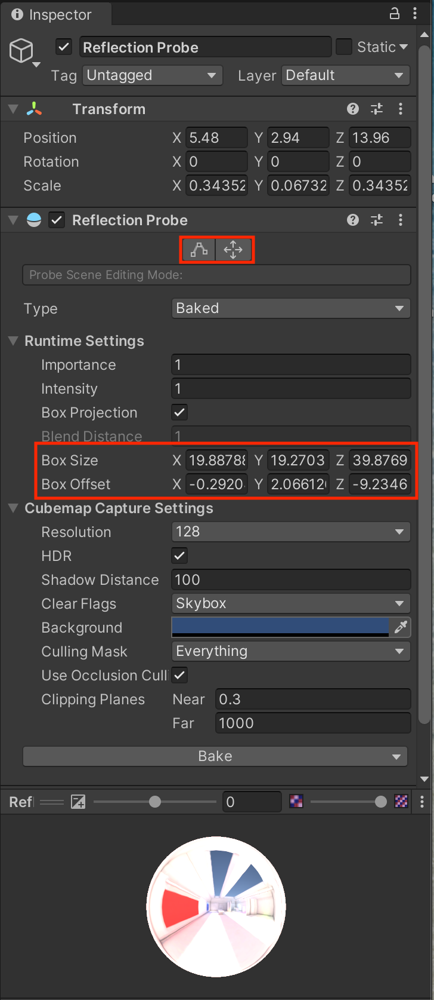 Inspector
Reflection Probe Static
Tag Untagged Layer Default
Transform
Position X 5.48 Y 2.94 Z 13.96
Rotation X 0 Y 0 Z 0
Scale X 0.34352 Y 0.06732 Z 0.34352
Reflection Probe
Probe Scene Editing Mode:
Type Baked
Runtime Settings
Importance 1
Intensity 1
Box Projection
Blend Distance 1
Box Size X 19.88788 Y 19.2703 Z 39.8769
Box Offset X -0.2920 Y 2.06612 Z -9.2346
Cubemap Capture Settings
Resolution 128
HDR
Shadow Distance 100
Clear Flags Skybox
Background
Culling Mask Everything
Use Occlusion Culli
Clipping Planes Near 0.3
Far 1000
Bake
Ref 0